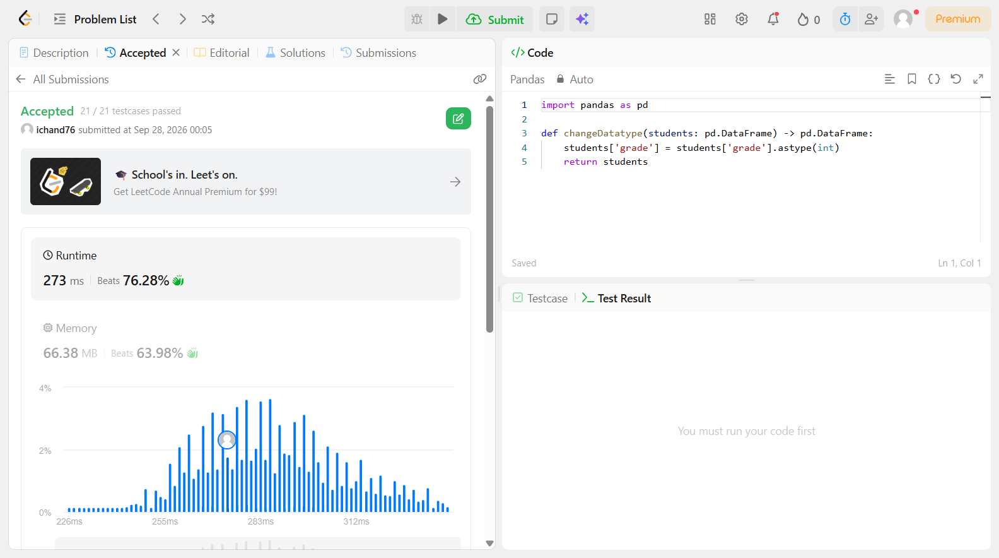 Problem List
Submit
0
Premium
Description
Accepted
Editorial
Solutions
Submissions
All Submissions
Accepted 21 / 21 testcases passed
ichand76 submitted at Sep 28, 2026 00:05
School's in. Leet's on.
Get LeetCode Annual Premium for $99!
Runtime
273 ms Beats 76.28%
Memory
66.38 MB Beats 63.98%
4%
2%
0%
226ms 255ms 283ms 312ms
</> Code
Pandas Auto
1 import pandas as pd
2
3 def changeDatatype(students: pd.DataFrame) -> pd.DataFrame:
4 students['grade'] = students['grade'].astype(int)
5 return students
Saved
Ln 1, Col 1
Testcase
Test Result
You must run your code first